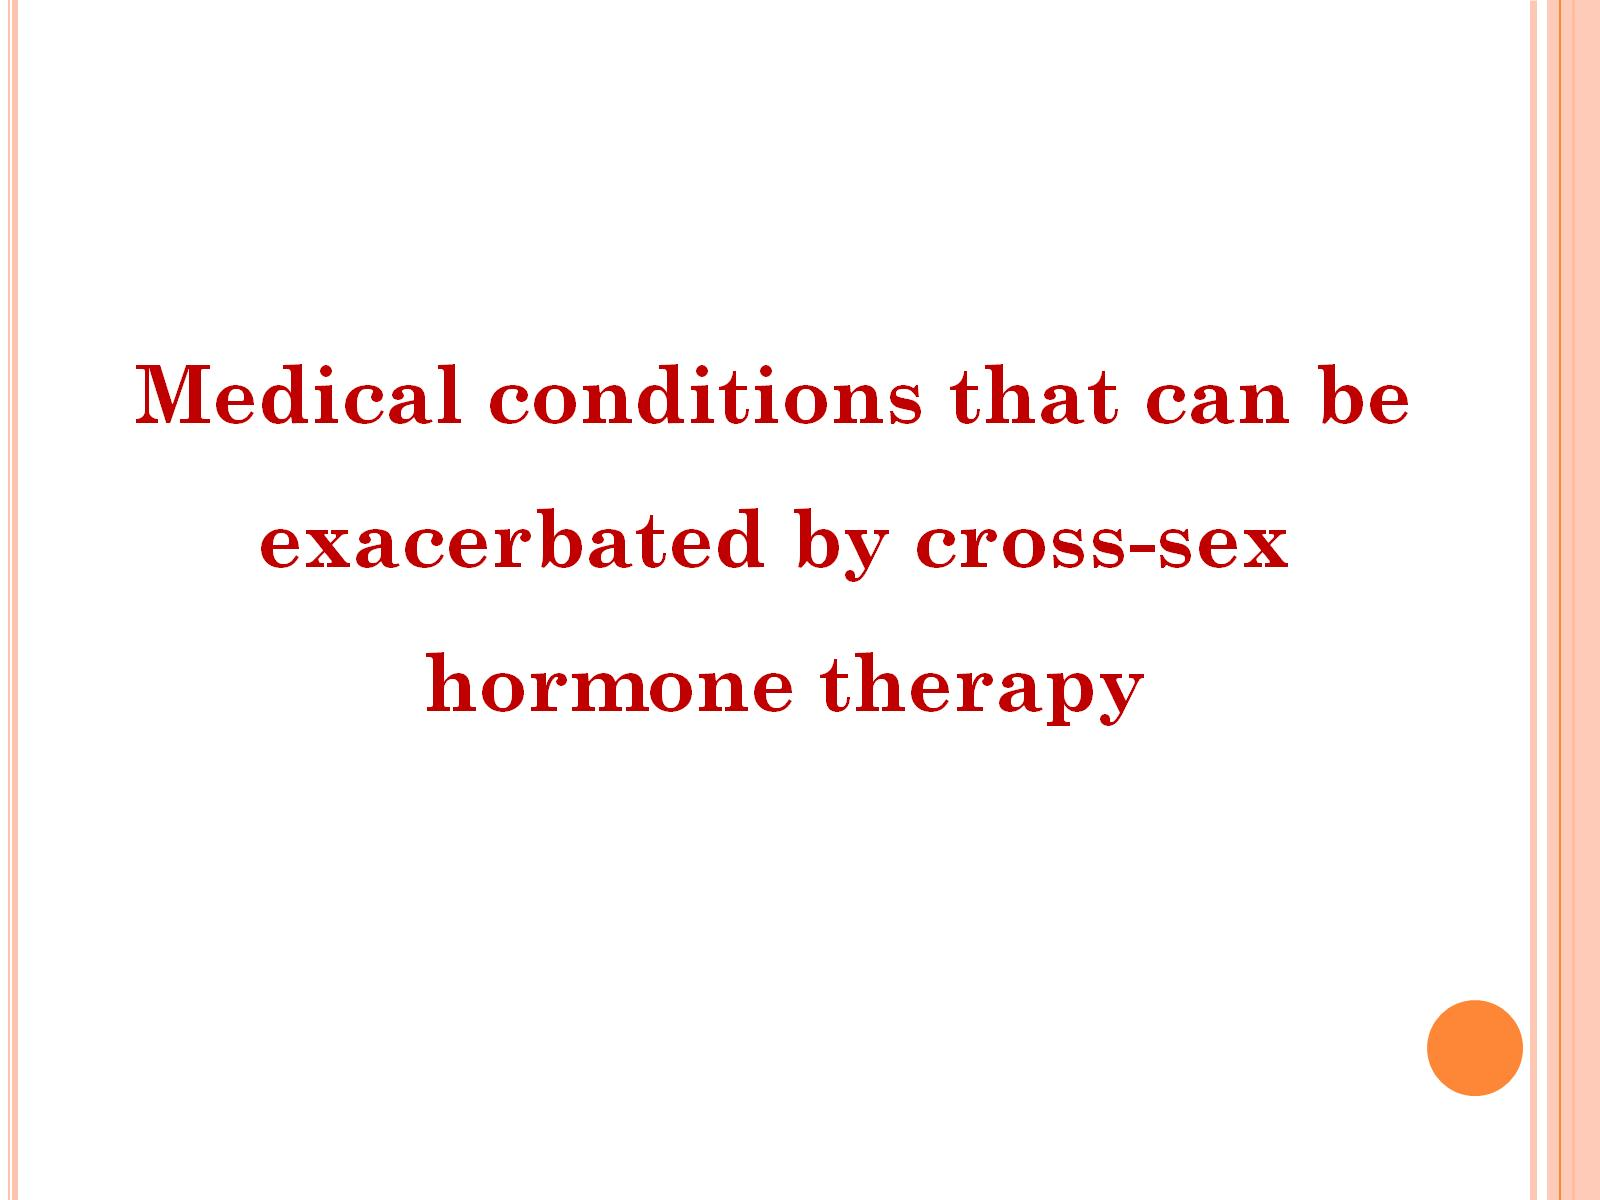 Medical conditions that can be
exacerbated by cross-sex
hormone therapy